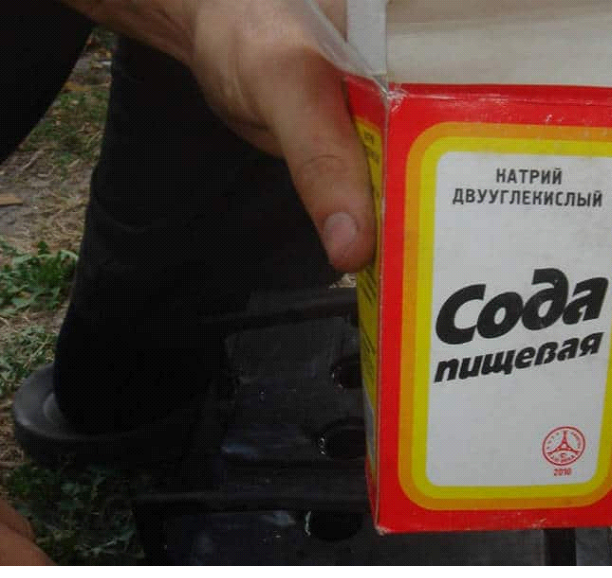 НАТРИЙ
ДВУУГЛЕКИСЛЫЙ
Сода
пищевая
2010